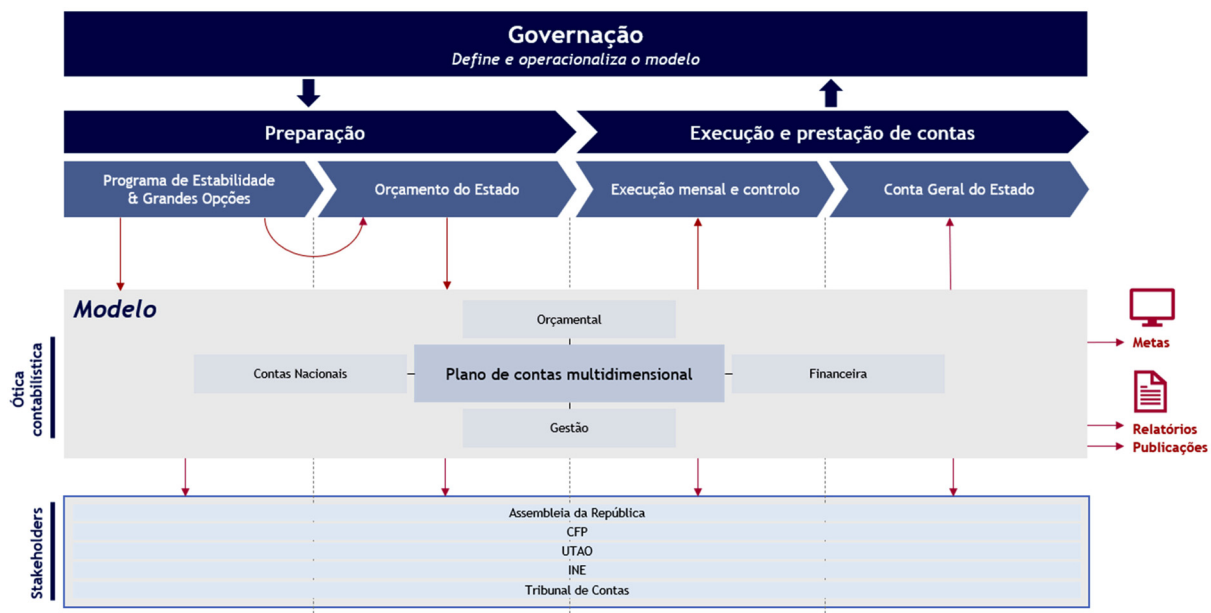 Governação
Define e operacionaliza o modelo
Preparação
Execução e prestação de contas
Programa de Estabilidade
& Grandes Opções
Orçamento do Estado
Execução mensal e controlo
Conta Geral do Estado
Modelo
Orçamental
Contas Nacionais
Plano de contas multidimensional
Financeira
Gestão
Ótica
contabilística
Metas
Relatórios
Publicações
Stakeholders
Assembleia da República
CFP
UTAO
INE
Tribunal de Contas